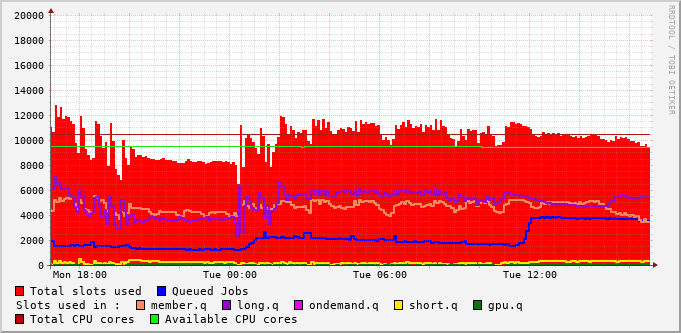 20000
18000
16000
14000
12000
10000
8000
6000
4000
2000
0
Mon 18:00 Tue 00:00 Tue 06:00 Tue 12:00
RRDTOOL / TOBI OETIKER
Total slots used Queued Jobs
Slots used in : member.q long.q ondemand.q short.q gpu.q
Total CPU cores Available CPU cores